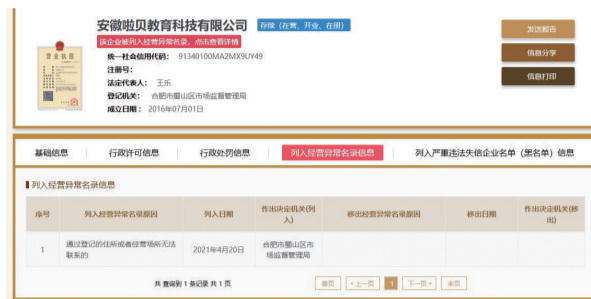 安徽啦贝教育科技有限公司 存续（在营、开业、在册）
该企业被列入经营异常名录，点击查看详情
统一社会信用代码： 91340100MA2MX9UY49
注册号：
法定代表人： 王乐
登记机关： 合肥市蜀山区市场监督管理局
成立日期： 2016年07月01日
营业执照
发送报告
信息分享
信息打印
基础信息 行政许可信息 行政处罚信息 列入经营异常名录信息 列入严重违法失信企业名单（黑名单）信息
列入经营异常名录信息
序号 列入经营异常名录原因 列入日期 作出决定机关(列入) 移出经营异常名录原因 移出日期 作出决定机关(移出)
1 通过登记的住所或者经营场所无法联系的 2021年4月20日 合肥市蜀山区市场监督管理局
共 查询到 1 条记录 共 1 页 首页 上一页 1 下一页 末页